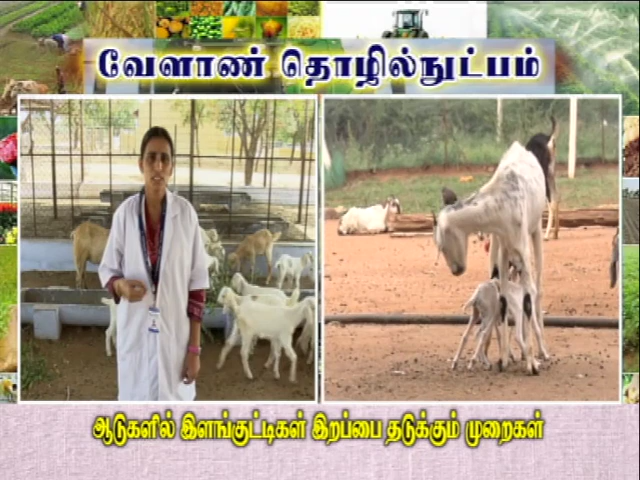 வேளாண் தொழில்நுட்பம்
ஆடுகளில் இளங்குட்டிகள் இறப்பை தடுக்கும் முறைகள்